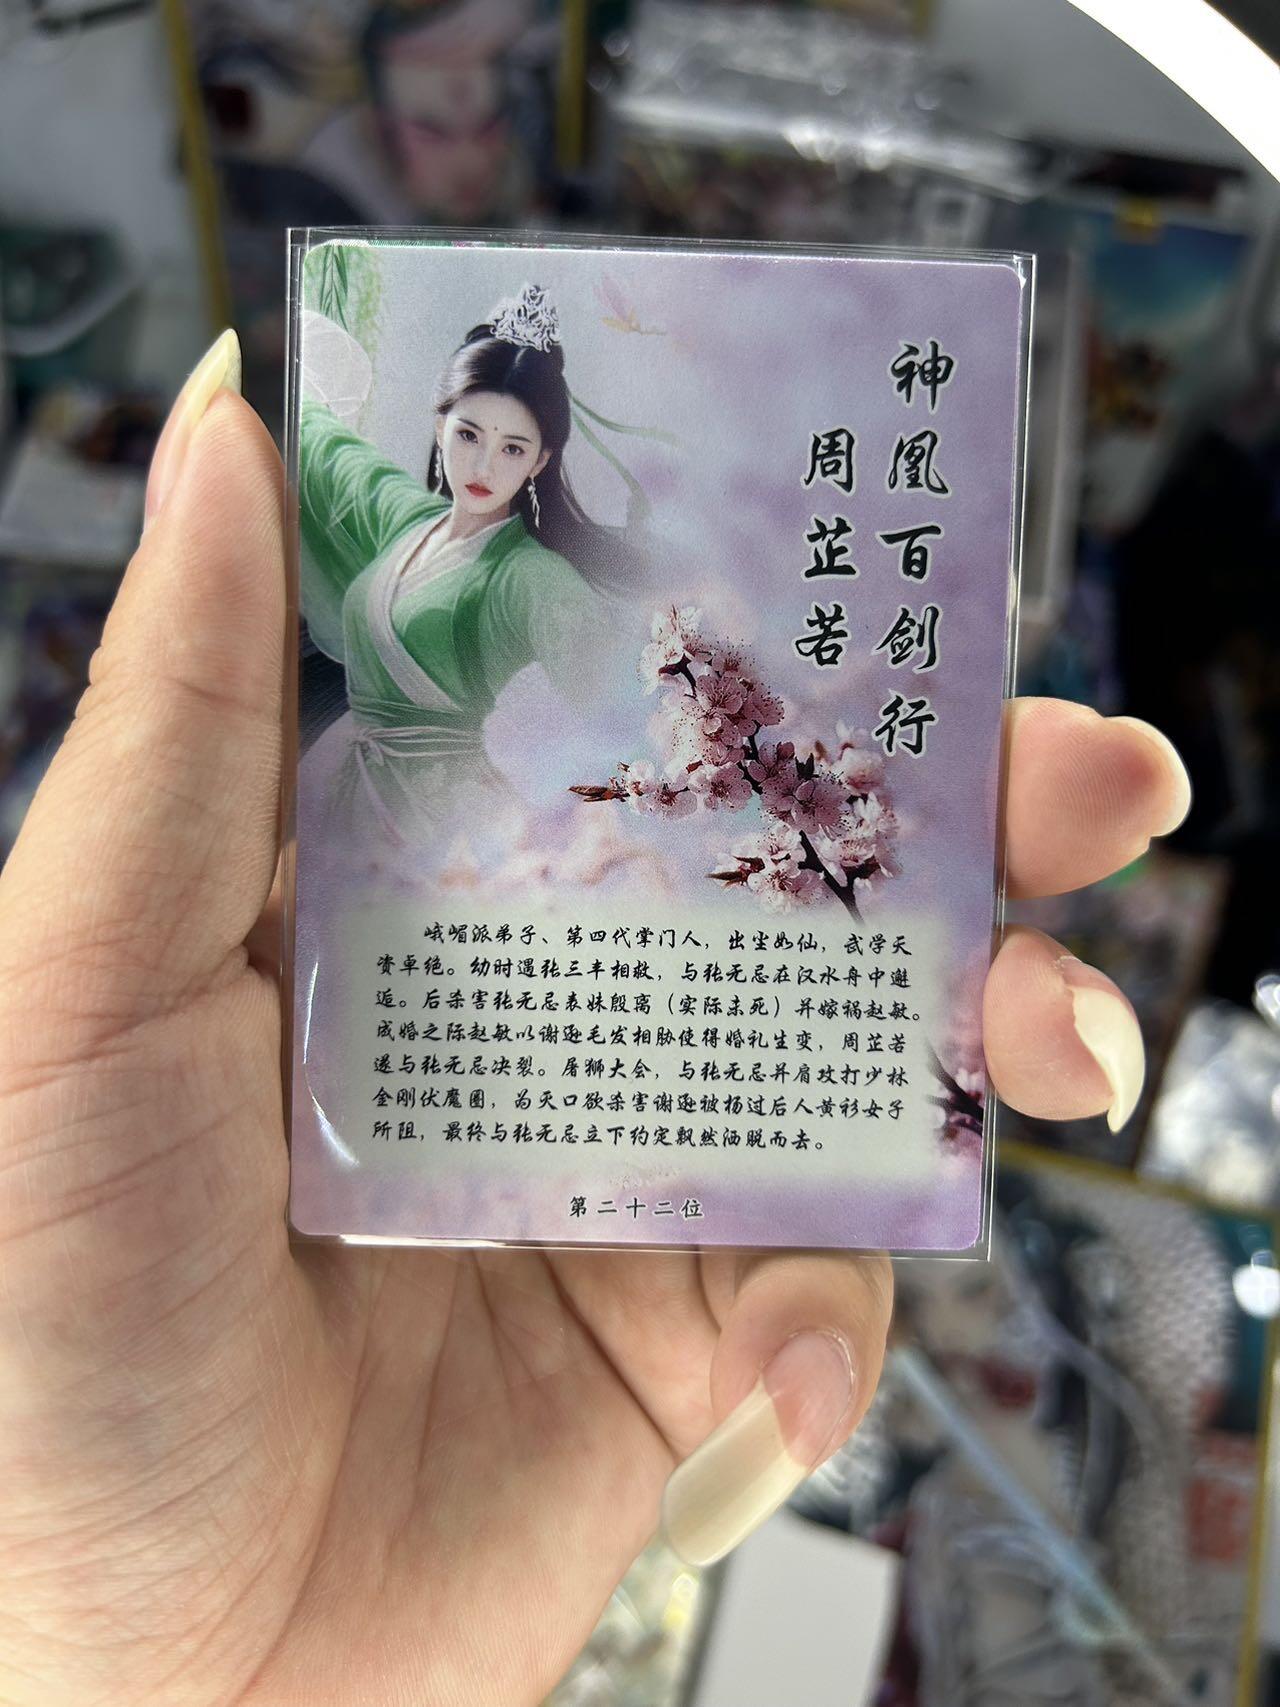 神凰百剑行
周芷若
峨嵋派弟子、第四代掌门人，出尘如仙，武学天
资卓绝。幼时遇张三丰相救，与张无忌在汉水舟中邂
逅。后杀害张无忌表妹殷离（实际未死）并嫁祸赵敏。
成婚之际赵敏以谢逊毛发相胁使得婚礼生变，周芷若
遂与张无忌决裂。屠狮大会，与张无忌并肩攻打少林
金刚伏魔圈，为灭口欲杀害谢逊被杨过后人黄衫女子
所阻，最终与张无忌立下约定飘然洒脱而去。
第二十二位